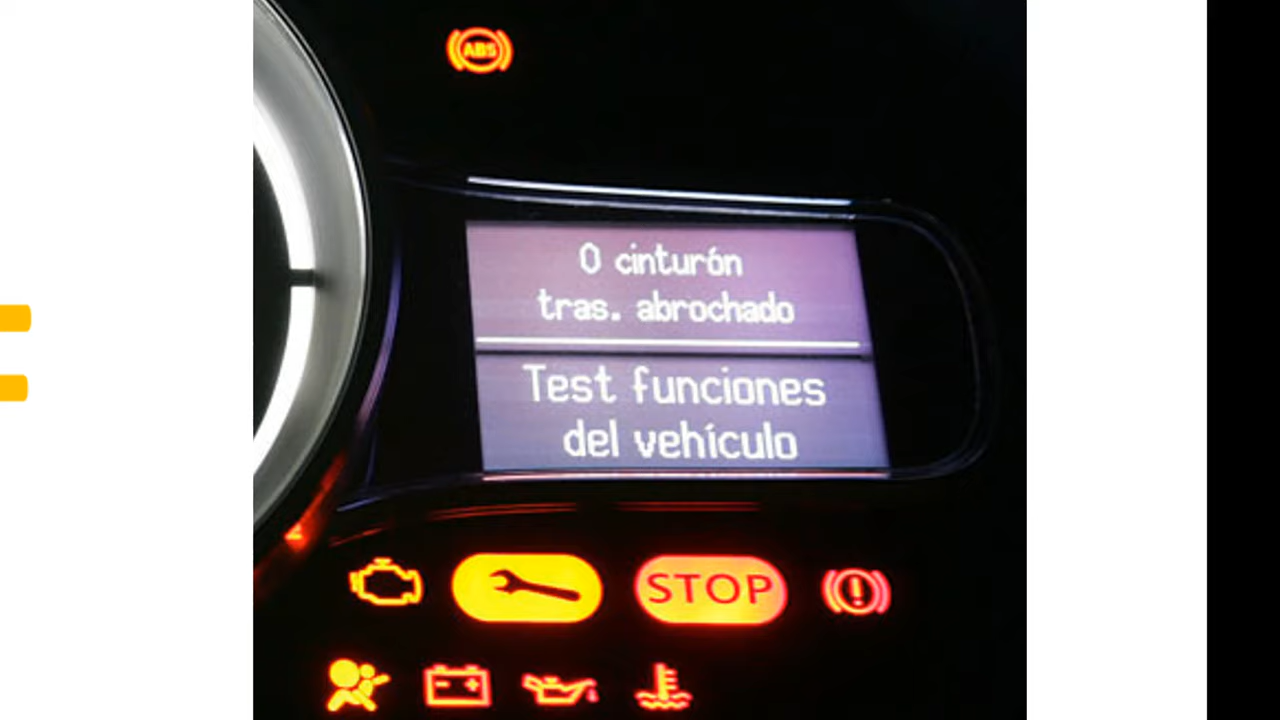 ABS
0 cinturón
tras. abrochado
Test funciones
del vehículo
STOP